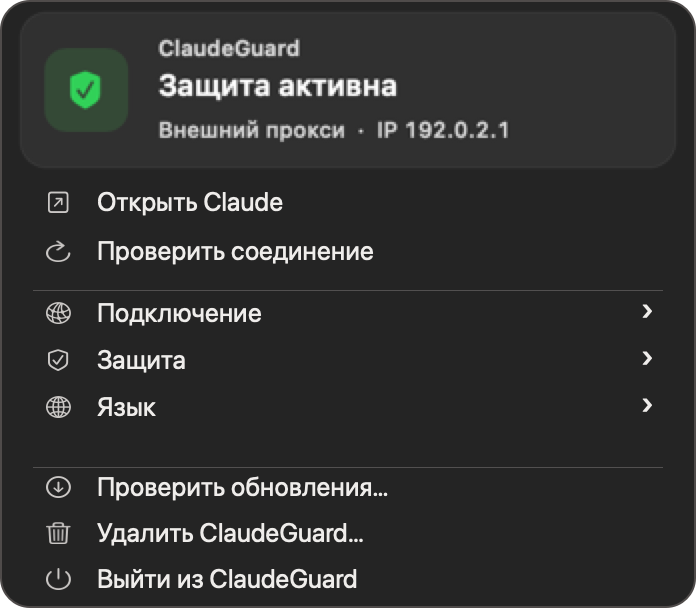 ClaudeGuard
Защита активна
Внешний прокси · IP 192.0.2.1
Открыть Claude
Проверить соединение
Подключение
Защита
Язык
Проверить обновления...
Удалить ClaudeGuard...
Выйти из ClaudeGuard